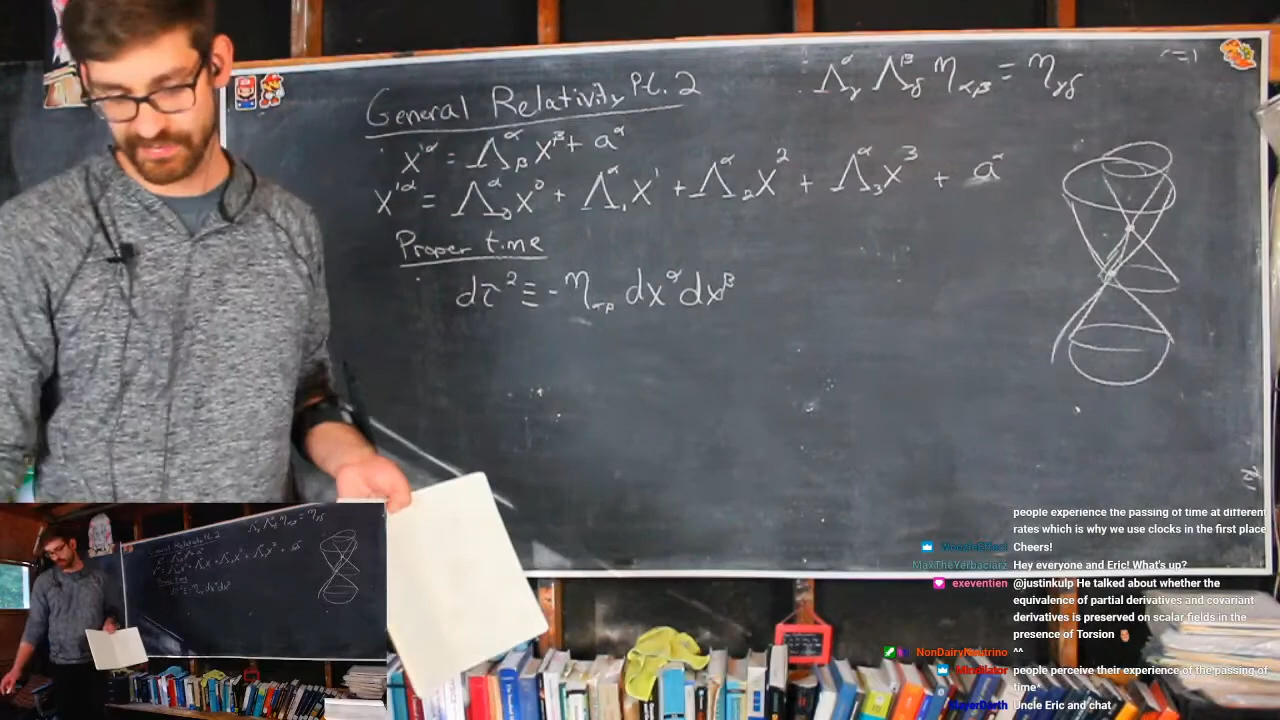 General Relativity Pt. 2
Λ^α_γ Λ^β_δ η_αβ = η_γδ
=1
x'^α = Λ^α_β x^β + a^α
x'^α = Λ^α_0 x^0 + Λ^α_1 x^1 + Λ^α_2 x^2 + Λ^α_3 x^3 + a^α
Proper time
dτ^2 ≡ -η_αβ dx^α dx^β
people experience the passing of time at different
rates which is why we use clocks in the first place
Cheers!
MaxTheYerbaciarz Hey everyone and Eric! What's up?
exeventien @justinkulp He talked about whether the
equivalence of partial derivatives and covariant
derivatives is preserved on scalar fields in the
presence of Torsion
NonDairyNeutrino ^^
people perceive their experience of the passing of
time*
Uncle Eric and chat